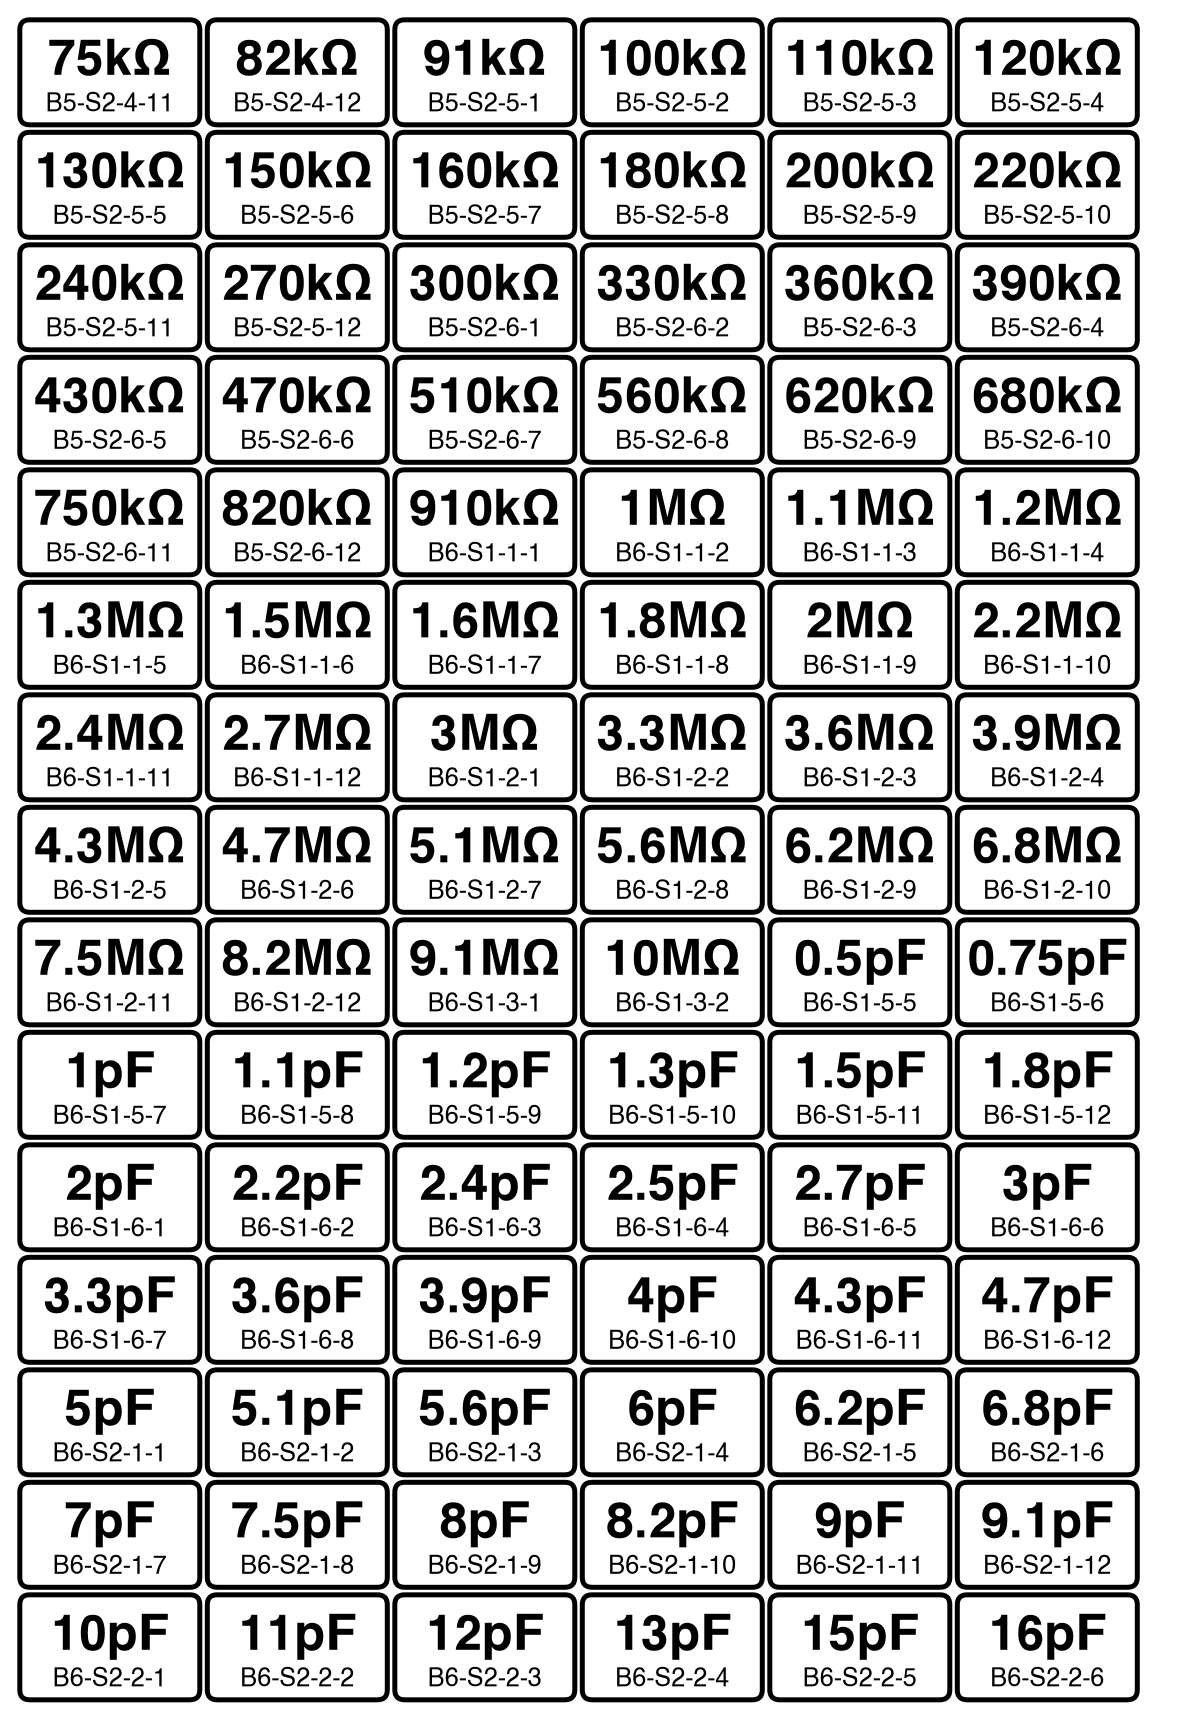 75kΩ 82kΩ 91kΩ 100kΩ 110kΩ 120kΩ
B5-S2-4-11 B5-S2-4-12 B5-S2-5-1 B5-S2-5-2 B5-S2-5-3 B5-S2-5-4
130kΩ 150kΩ 160kΩ 180kΩ 200kΩ 220kΩ
B5-S2-5-5 B5-S2-5-6 B5-S2-5-7 B5-S2-5-8 B5-S2-5-9 B5-S2-5-10
240kΩ 270kΩ 300kΩ 330kΩ 360kΩ 390kΩ
B5-S2-5-11 B5-S2-5-12 B5-S2-6-1 B5-S2-6-2 B5-S2-6-3 B5-S2-6-4
430kΩ 470kΩ 510kΩ 560kΩ 620kΩ 680kΩ
B5-S2-6-5 B5-S2-6-6 B5-S2-6-7 B5-S2-6-8 B5-S2-6-9 B5-S2-6-10
750kΩ 820kΩ 910kΩ 1MΩ 1.1MΩ 1.2MΩ
B5-S2-6-11 B5-S2-6-12 B6-S1-1-1 B6-S1-1-2 B6-S1-1-3 B6-S1-1-4
1.3MΩ 1.5MΩ 1.6MΩ 1.8MΩ 2MΩ 2.2MΩ
B6-S1-1-5 B6-S1-1-6 B6-S1-1-7 B6-S1-1-8 B6-S1-1-9 B6-S1-1-10
2.4MΩ 2.7MΩ 3MΩ 3.3MΩ 3.6MΩ 3.9MΩ
B6-S1-1-11 B6-S1-1-12 B6-S1-2-1 B6-S1-2-2 B6-S1-2-3 B6-S1-2-4
4.3MΩ 4.7MΩ 5.1MΩ 5.6MΩ 6.2MΩ 6.8MΩ
B6-S1-2-5 B6-S1-2-6 B6-S1-2-7 B6-S1-2-8 B6-S1-2-9 B6-S1-2-10
7.5MΩ 8.2MΩ 9.1MΩ 10MΩ 0.5pF 0.75pF
B6-S1-2-11 B6-S1-2-12 B6-S1-3-1 B6-S1-3-2 B6-S1-5-5 B6-S1-5-6
1pF 1.1pF 1.2pF 1.3pF 1.5pF 1.8pF
B6-S1-5-7 B6-S1-5-8 B6-S1-5-9 B6-S1-5-10 B6-S1-5-11 B6-S1-5-12
2pF 2.2pF 2.4pF 2.5pF 2.7pF 3pF
B6-S1-6-1 B6-S1-6-2 B6-S1-6-3 B6-S1-6-4 B6-S1-6-5 B6-S1-6-6
3.3pF 3.6pF 3.9pF 4pF 4.3pF 4.7pF
B6-S1-6-7 B6-S1-6-8 B6-S1-6-9 B6-S1-6-10 B6-S1-6-11 B6-S1-6-12
5pF 5.1pF 5.6pF 6pF 6.2pF 6.8pF
B6-S2-1-1 B6-S2-1-2 B6-S2-1-3 B6-S2-1-4 B6-S2-1-5 B6-S2-1-6
7pF 7.5pF 8pF 8.2pF 9pF 9.1pF
B6-S2-1-7 B6-S2-1-8 B6-S2-1-9 B6-S2-1-10 B6-S2-1-11 B6-S2-1-12
10pF 11pF 12pF 13pF 15pF 16pF
B6-S2-2-1 B6-S2-2-2 B6-S2-2-3 B6-S2-2-4 B6-S2-2-5 B6-S2-2-6